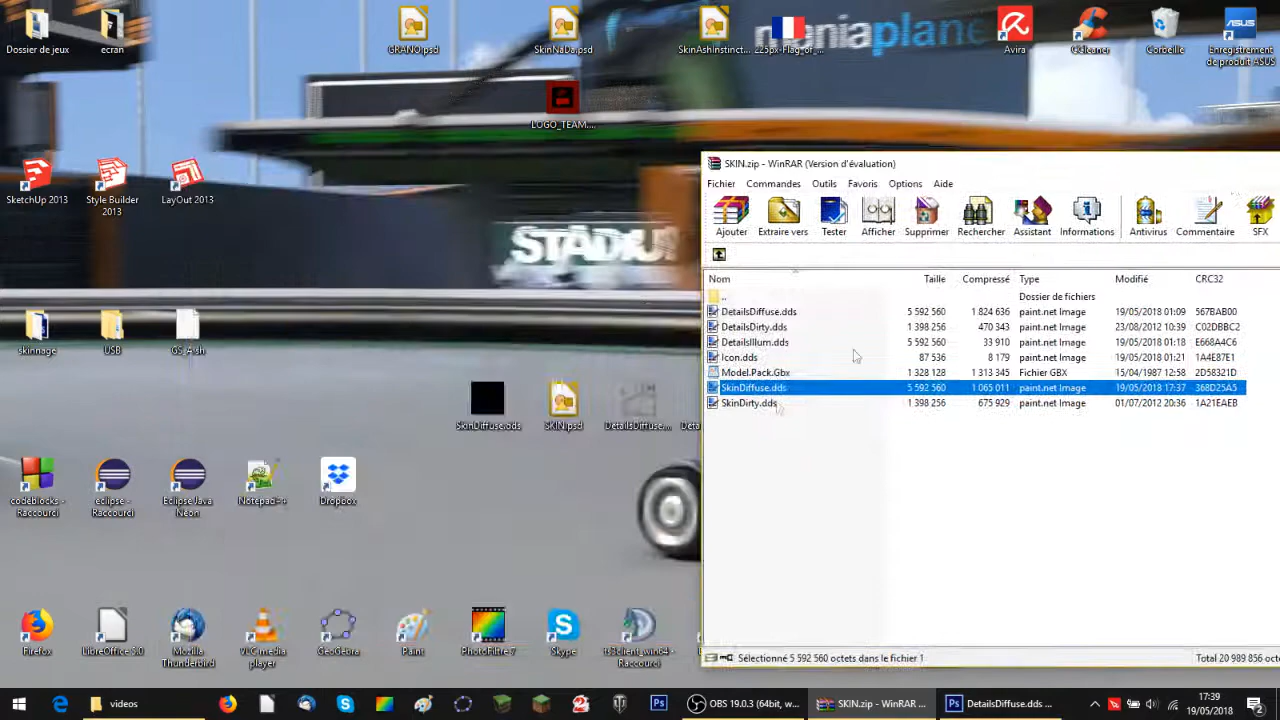 Dossier de jeux
ecran
GRANO.psd
SkinNaDa.psd
SkinAshInstinct...
225px-Flag_of_...
maniaplane
Avira
CCleaner
Corbeille
Enregistrement
de produit ASUS
ASUS
LOGO_TEAM....
SketchUp 2013
Style Builder
2013
LayOut 2013
STADIU
skinnage
USB
GS_A.sh
SkinDiffuse.dds
SKIN.psd
DetailsDiffuse....
codeblocks -
Raccourci
eclipse -
Raccourci
Eclipse Java
Neon
Notepad++
Dropbox
Firefox
LibreOffice 5.0
Mozilla
Thunderbird
VLC media
player
GeoGebra
Paint
PhotoFiltre 7
Skype
ts3client_win64 -
Raccourci
SKIN.zip - WinRAR (Version d'évaluation)
Fichier Commandes Outils Favoris Options Aide
Ajouter Extraire vers Tester Afficher Supprimer Rechercher Assistant Informations Antivirus Commentaire SFX
Nom Taille Compressé Type Modifié CRC32
.. Dossier de fichiers
DetailsDiffuse.dds 5 592 560 1 824 636 paint.net Image 19/05/2018 01:09 567BAB00
DetailsDirty.dds 1 398 256 470 343 paint.net Image 23/08/2012 10:39 C02DBBC2
DetailsIllum.dds 5 592 560 33 910 paint.net Image 19/05/2018 01:18 E668A4C6
Icon.dds 87 536 8 179 paint.net Image 19/05/2018 01:21 1A4E87E1
Model.Pack.Gbx 1 328 128 1 313 345 Fichier GBX 15/04/1987 12:58 2D58321D
SkinDiffuse.dds 5 592 560 1 065 011 paint.net Image 19/05/2018 17:37 368D25A5
SkinDirty.dds 1 398 256 675 929 paint.net Image 01/07/2012 20:36 1A21EAEB
Sélectionné 5 592 560 octets dans le fichier 1
Total 20 989 856 octe
videos
OBS 19.0.3 (64bit, w...
SKIN.zip - WinRAR ...
Ps
DetailsDiffuse.dds ...
17:39
19/05/2018
2